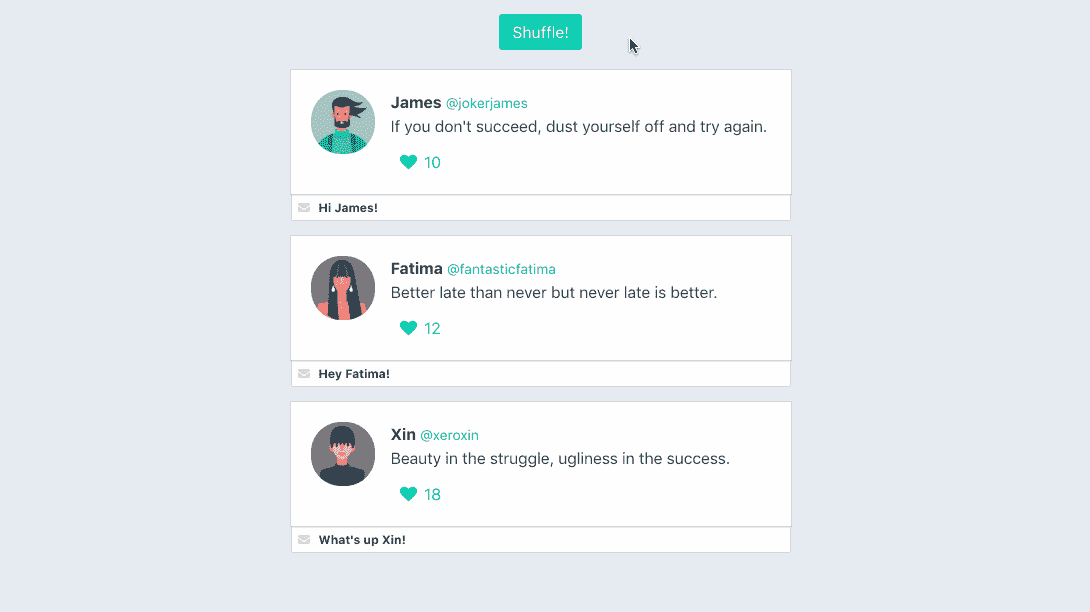 Shuffle!
James @jokerjames
If you don't succeed, dust yourself off and try again.
10
Hi James!
Fatima @fantasticfatima
Better late than never but never late is better.
12
Hey Fatima!
Xin @xeroxin
Beauty in the struggle, ugliness in the success.
18
What's up Xin!